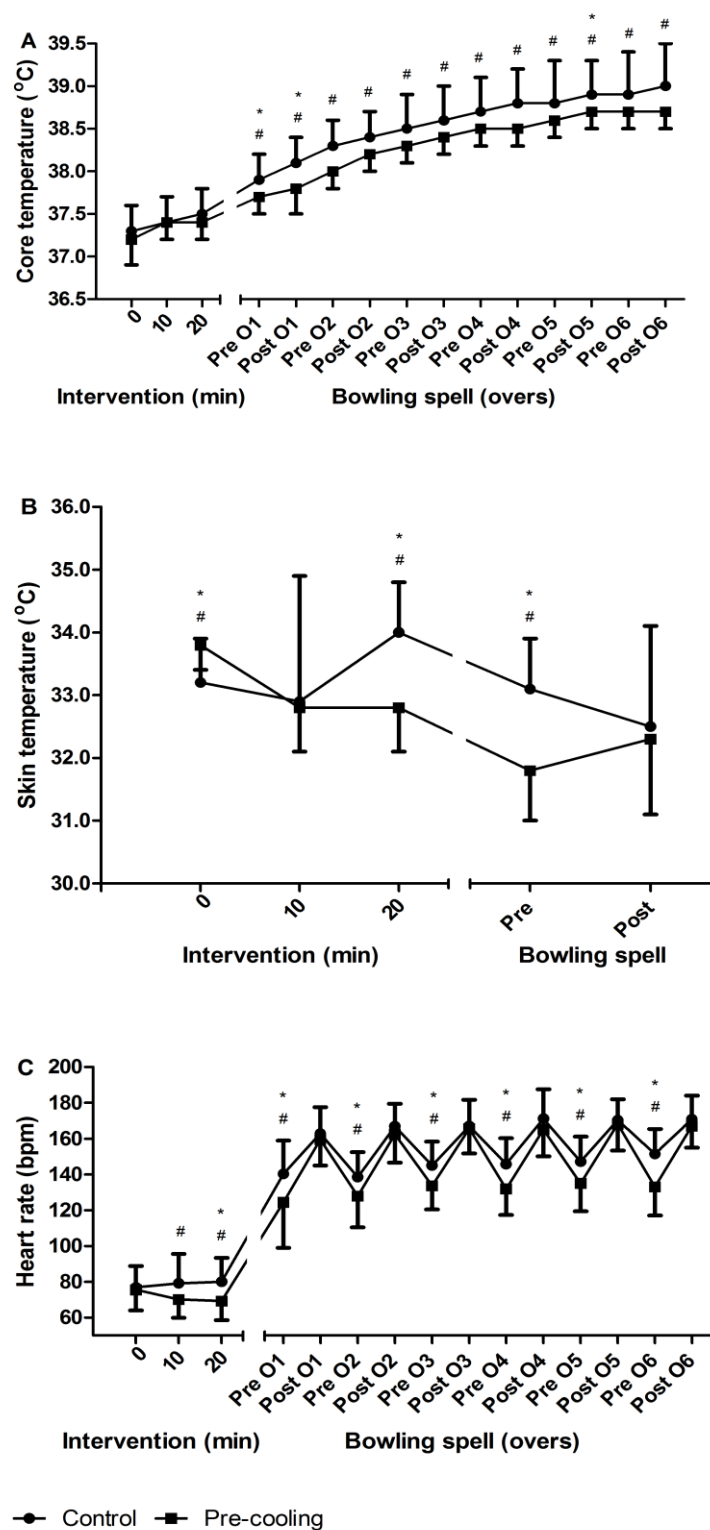 A
39.5
39.0
38.5
38.0
37.5
37.0
36.5
Core temperature (°C)
* * *
# # # # # # # # # # # #
0 10 20 Pre O1 Post O1 Pre O2 Post O2 Pre O3 Post O3 Pre O4 Post O4 Pre O5 Post O5 Pre O6 Post O6
Intervention (min) Bowling spell (overs)
B
36.0
35.0
34.0
33.0
32.0
31.0
30.0
Skin temperature (°C)
* * *
# # #
0 10 20 Pre Post
Intervention (min) Bowling spell
C
200
180
160
140
120
100
80
60
Heart rate (bpm)
* * * * * * *
# # # # # # # #
0 10 20 Pre O1 Post O1 Pre O2 Post O2 Pre O3 Post O3 Pre O4 Post O4 Pre O5 Post O5 Pre O6 Post O6
Intervention (min) Bowling spell (overs)
Control Pre-cooling